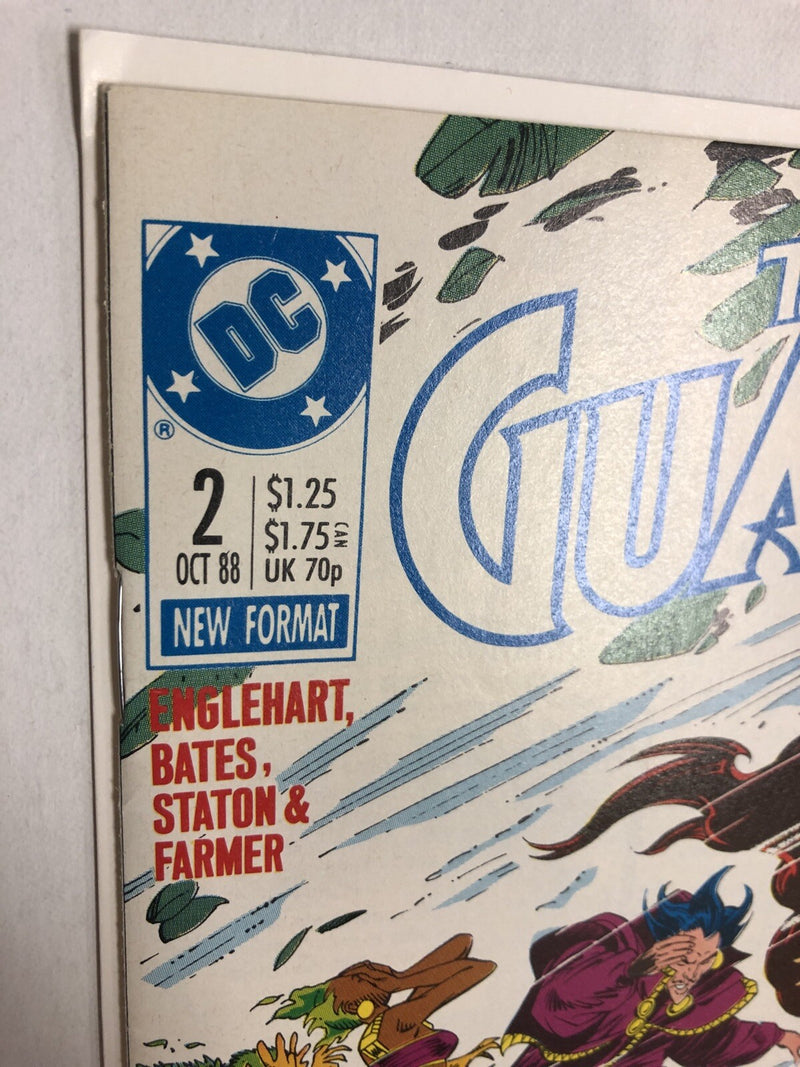 DC
®
2
OCT 88
$1.25
$1.75 CAN
UK 70p
NEW FORMAT
ENGLEHART,
BATES,
STATON &
FARMER